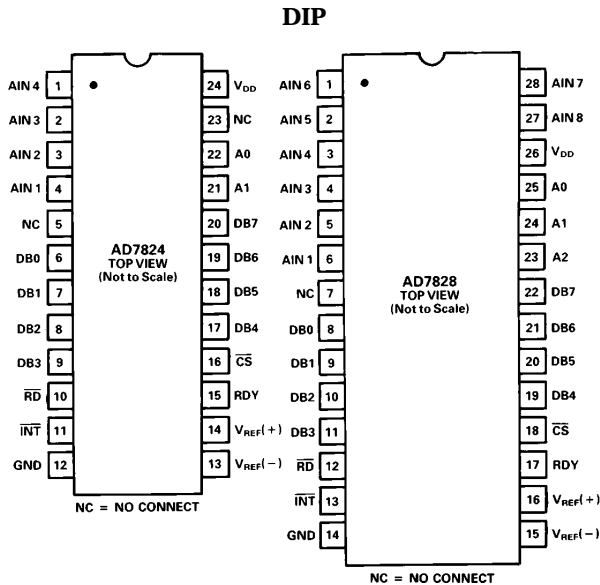 DIP
AIN 4 1
AIN 3 2
AIN 2 3
AIN 1 4
NC 5
DB0 6
DB1 7
DB2 8
DB3 9
R̅D̅ 10
I̅N̅T̅ 11
GND 12
AD7824
TOP VIEW
(Not to Scale)
24 VDD
23 NC
22 A0
21 A1
20 DB7
19 DB6
18 DB5
17 DB4
16 C̅S̅
15 RDY
14 VREF(+)
13 VREF(−)
NC = NO CONNECT
AIN 6 1
AIN 5 2
AIN 4 3
AIN 3 4
AIN 2 5
AIN 1 6
NC 7
DB0 8
DB1 9
DB2 10
DB3 11
R̅D̅ 12
I̅N̅T̅ 13
GND 14
AD7828
TOP VIEW
(Not to Scale)
28 AIN 7
27 AIN 8
26 VDD
25 A0
24 A1
23 A2
22 DB7
21 DB6
20 DB5
19 DB4
18 C̅S̅
17 RDY
16 VREF(+)
15 VREF(−)
NC = NO CONNECT